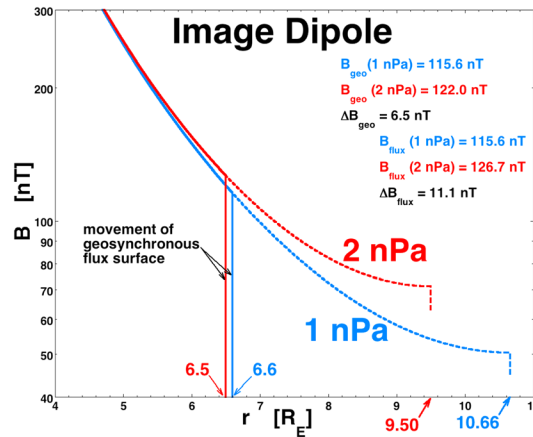 Image Dipole
B_geo (1 nPa) = 115.6 nT
B_geo (2 nPa) = 122.0 nT
ΔB_geo = 6.5 nT
B_flux (1 nPa) = 115.6 nT
B_flux (2 nPa) = 126.7 nT
ΔB_flux = 11.1 nT
300
200
100
90
80
70
60
50
40
B [nT]
movement of
geosynchronous
flux surface
2 nPa
1 nPa
6.5
6.6
4 5 6 7 8 9 10 11
r [R_E]
9.50
10.66